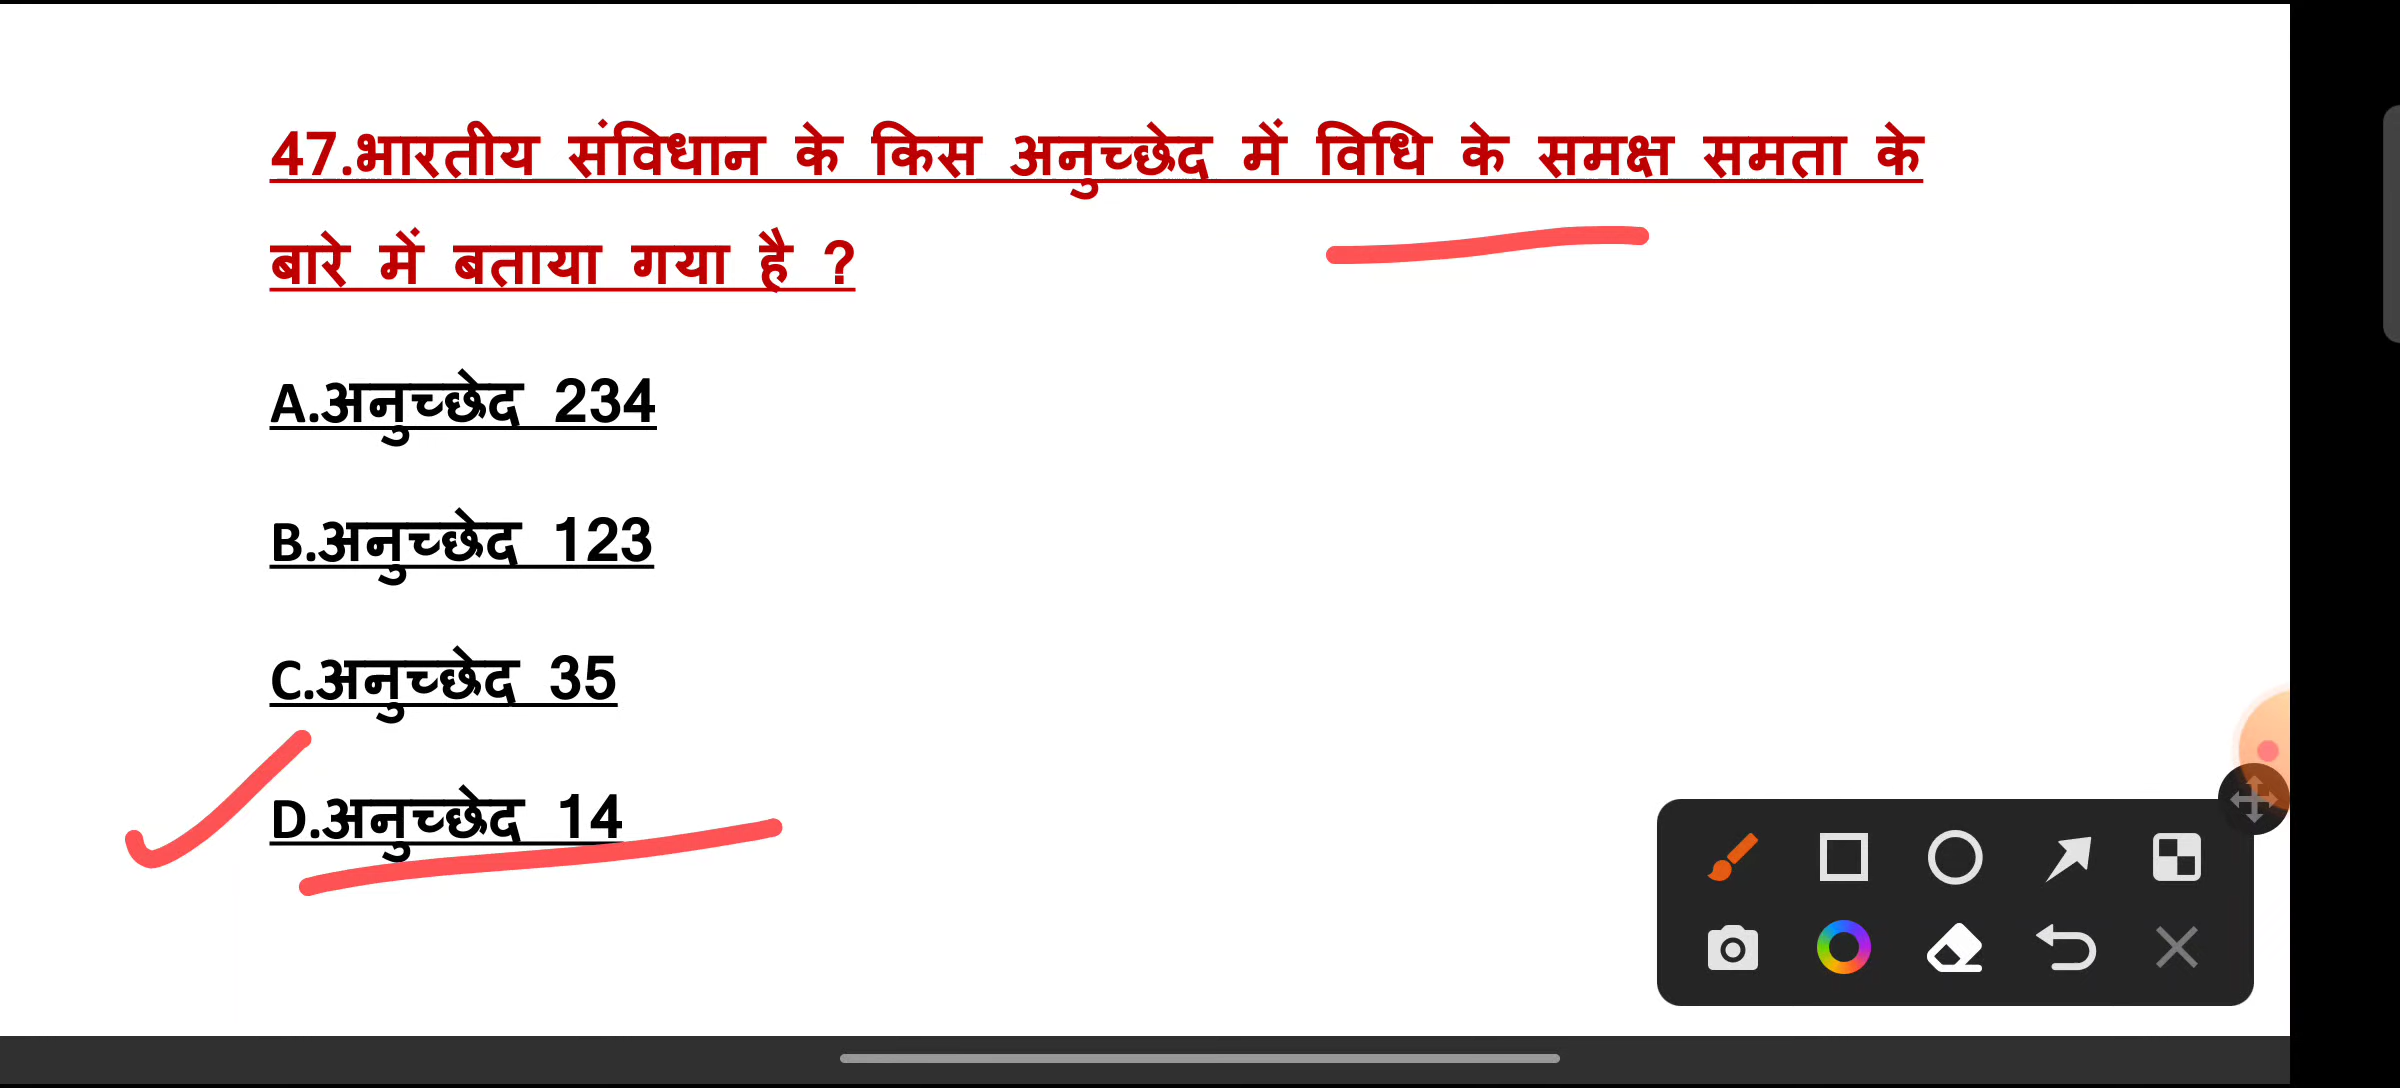 47.भारतीय संविधान के किस अनुच्छेद में विधि के समक्ष समता के
बारे में बताया गया है ?
A.अनुच्छेद 234
B.अनुच्छेद 123
C.अनुच्छेद 35
D.अनुच्छेद 14